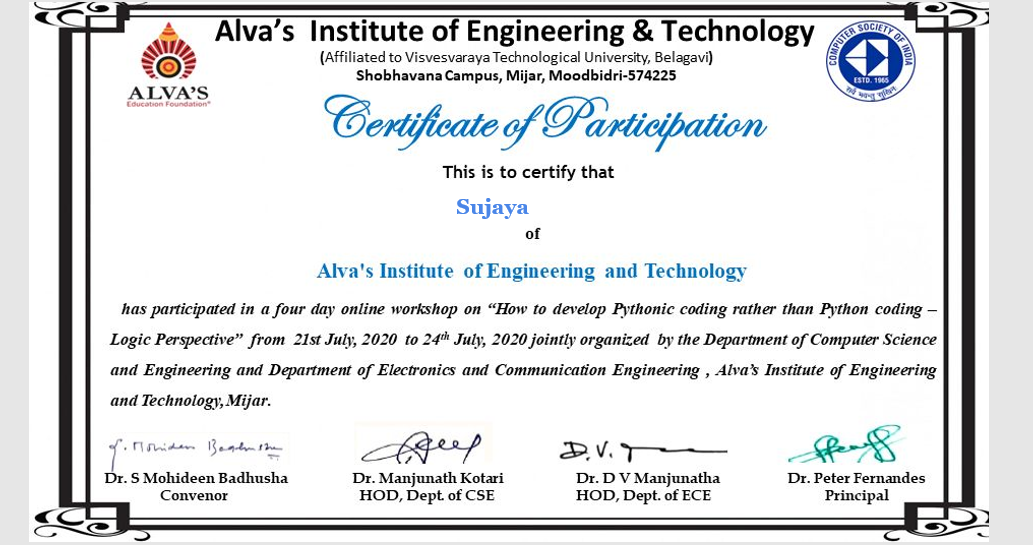 Alva's Institute of Engineering & Technology
(Affiliated to Visvesvaraya Technological University, Belagavi)
Shobhavana Campus, Mijar, Moodbidri-574225
ALVA'S
Education Foundation®
COMPUTER SOCIETY OF INDIA
ESTD. 1965
Certificate of Participation
This is to certify that
Sujaya
of
Alva's Institute of Engineering and Technology
has participated in a four day online workshop on “How to develop Pythonic coding rather than Python coding –
Logic Perspective” from 21st July, 2020 to 24th July, 2020 jointly organized by the Department of Computer Science
and Engineering and Department of Electronics and Communication Engineering , Alva's Institute of Engineering
and Technology,Mijar.
D.V.
Dr. S Mohideen Badhusha
Convenor
Dr. Manjunath Kotari
HOD, Dept. of CSE
Dr. D V Manjunatha
HOD, Dept. of ECE
Dr. Peter Fernandes
Principal